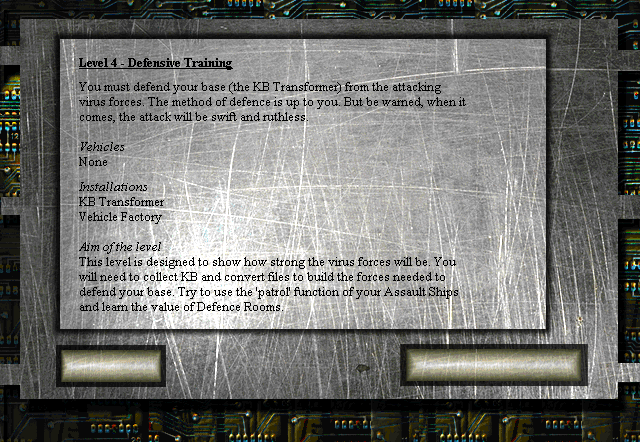 Level 4 - Defensive Training
You must defend your base (the KB Transformer) from the attacking
virus forces. The method of defence is up to you. But be warned, when it
comes, the attack will be swift and ruthless.
Vehicles
None
Installations
KB Transformer
Vehicle Factory
Aim of the level
This level is designed to show how strong the virus forces will be. You
will need to collect KB and convert files to build the forces needed to
defend your base. Try to use the 'patrol' function of your Assault Ships
and learn the value of Defence Rooms.